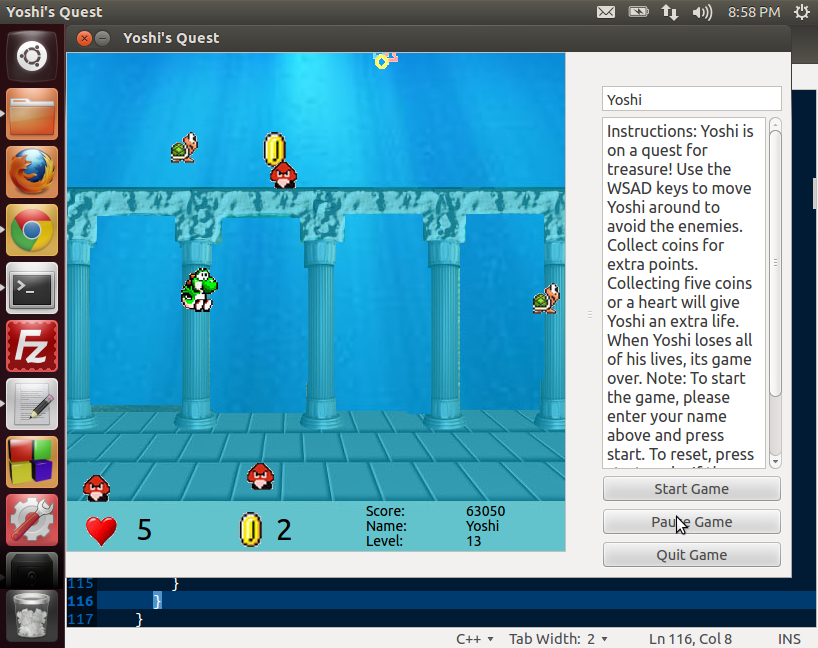 Yoshi's Quest
8:58 PM
Yoshi's Quest
Yoshi
Instructions: Yoshi is
on a quest for
treasure! Use the
WSAD keys to move
Yoshi around to
avoid the enemies.
Collect coins for
extra points.
Collecting five coins
or a heart will give
Yoshi an extra life.
When Yoshi loses all
of his lives, its game
over. Note: To start
the game, please
enter your name
above and press
start. To reset, press
Start Game
Pause Game
Quit Game
5
2
Score: 63050
Name: Yoshi
Level: 13
Fz
>_
115 }
116 }
117 }
C++ Tab Width: 2 Ln 116, Col 8 INS